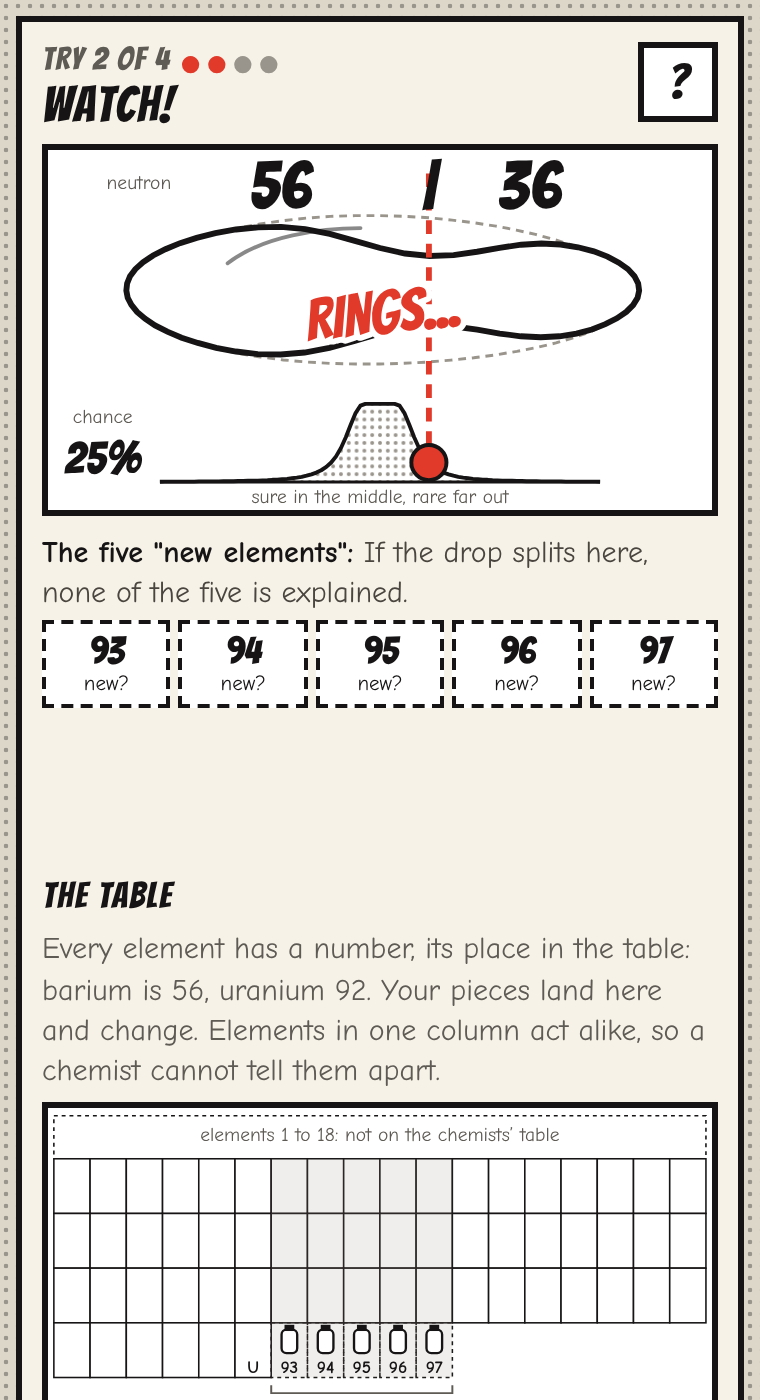 TRY 2 OF 4
WATCH!
?
neutron
56 / 36
RINGS...
chance
25%
sure in the middle, rare far out
The five "new elements": If the drop splits here,
none of the five is explained.
93 94 95 96 97
new? new? new? new? new?
THE TABLE
Every element has a number, its place in the table:
barium is 56, uranium 92. Your pieces land here
and change. Elements in one column act alike, so a
chemist cannot tell them apart.
elements 1 to 18: not on the chemists' table
U 93 94 95 96 97